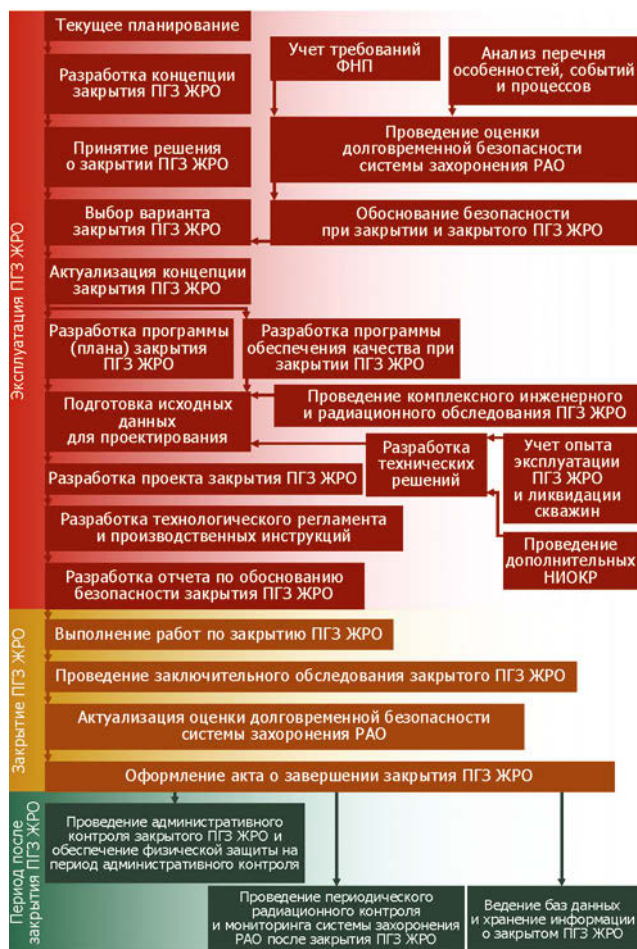 Эксплуатация ПГЗ ЖРО
Текущее планирование
Разработка концепции
закрытия ПГЗ ЖРО
Учет требований
ФНП
Анализ перечня
особенностей, событий
и процессов
Принятие решения
о закрытии ПГЗ ЖРО
Проведение оценки
долговременной безопасности
системы захоронения РАО
Выбор варианта
закрытия ПГЗ ЖРО
Обоснование безопасности
при закрытии и закрытого ПГЗ ЖРО
Актуализация концепции
закрытия ПГЗ ЖРО
Разработка программы
(плана) закрытия
ПГЗ ЖРО
Разработка программы
обеспечения качества при
закрытии ПГЗ ЖРО
Подготовка исходных
данных
для проектирования
Проведение комплексного инженерного
и радиационного обследования ПГЗ ЖРО
Разработка
технических
решений
Учет опыта
эксплуатации
ПГЗ ЖРО
и ликвидации
скважин
Разработка проекта закрытия ПГЗ ЖРО
Разработка технологического регламента
и производственных инструкций
Проведение
дополнительных
НИОКР
Разработка отчета по обоснованию
безопасности закрытия ПГЗ ЖРО
Закрытие ПГЗ ЖРО
Выполнение работ по закрытию ПГЗ ЖРО
Проведение заключительного обследования закрытого ПГЗ ЖРО
Актуализация оценки долговременной безопасности
системы захоронения РАО
Оформление акта о завершении закрытия ПГЗ ЖРО
Период после
закрытия ПГЗ ЖРО
Проведение административного
контроля закрытого ПГЗ ЖРО и
обеспечение физической защиты на
период административного контроля
Проведение периодического
радиационного контроля
и мониторинга системы захоронения
РАО после закрытия ПГЗ ЖРО
Ведение баз данных
и хранение информации
о закрытом ПГЗ ЖРО